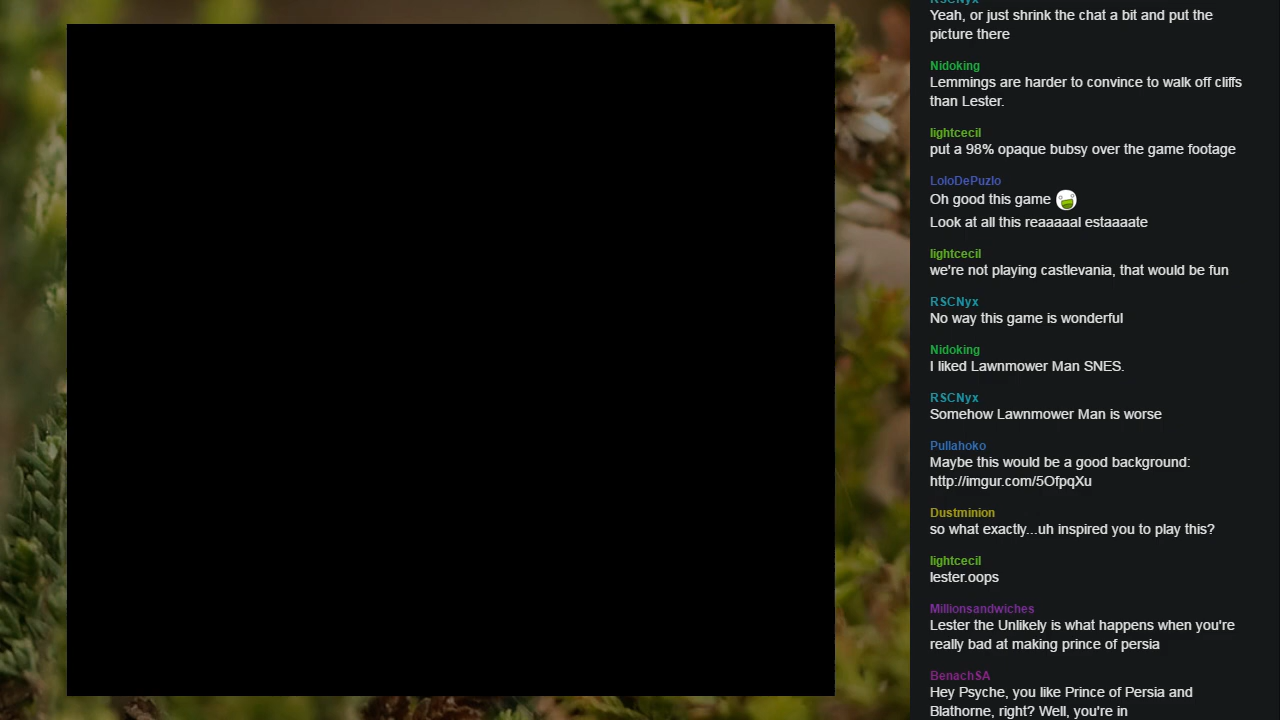 RSCNyx
Yeah, or just shrink the chat a bit and put the
picture there
Nidoking
Lemmings are harder to convince to walk off cliffs
than Lester.
lightcecil
put a 98% opaque bubsy over the game footage
LoloDePuzlo
Oh good this game
Look at all this reaaaaal estaaaate
lightcecil
we're not playing castlevania, that would be fun
RSCNyx
No way this game is wonderful
Nidoking
I liked Lawnmower Man SNES.
RSCNyx
Somehow Lawnmower Man is worse
Pullahoko
Maybe this would be a good background:
http://imgur.com/5OfpqXu
Dustminion
so what exactly...uh inspired you to play this?
lightcecil
lester.oops
Millionsandwiches
Lester the Unlikely is what happens when you're
really bad at making prince of persia
BenachSA
Hey Psyche, you like Prince of Persia and
Blathorne, right? Well, you're in